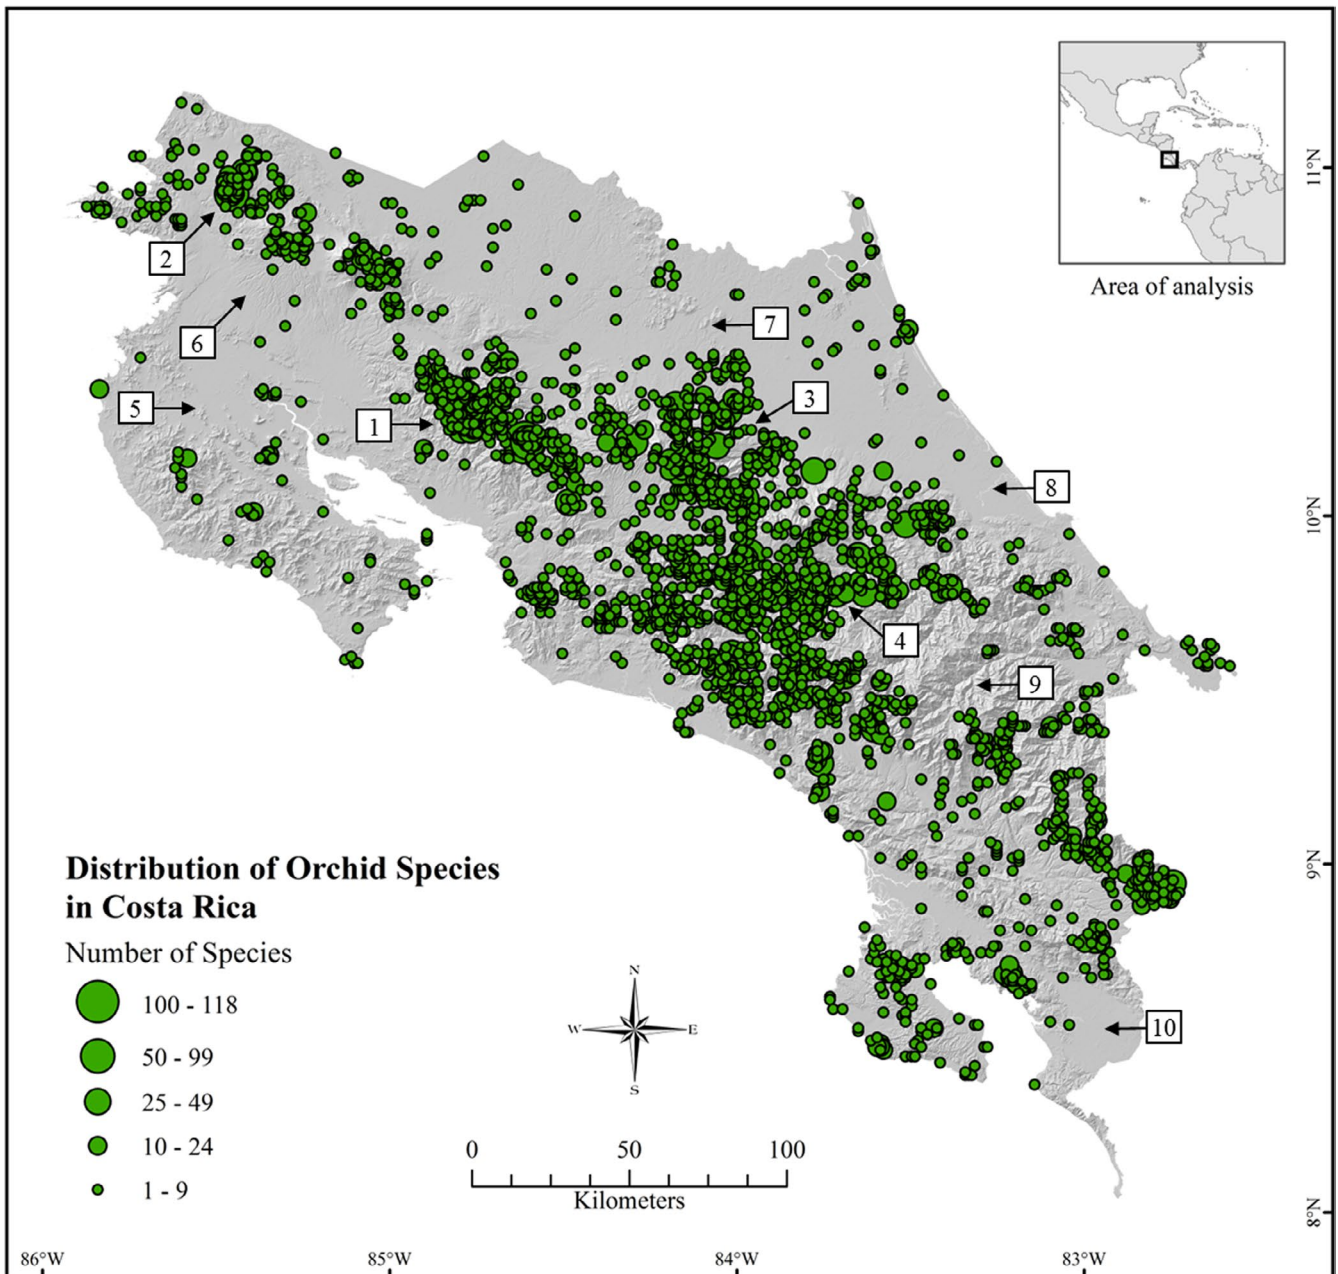 Area of analysis
11°N
2
6
7
5
3
1
8
10°N
4
9
9°N
10
Distribution of Orchid Species
in Costa Rica
Number of Species
100 - 118
50 - 99
25 - 49
10 - 24
1 - 9
N
W
E
S
0
50
100
Kilometers
8°N
86°W
85°W
84°W
83°W